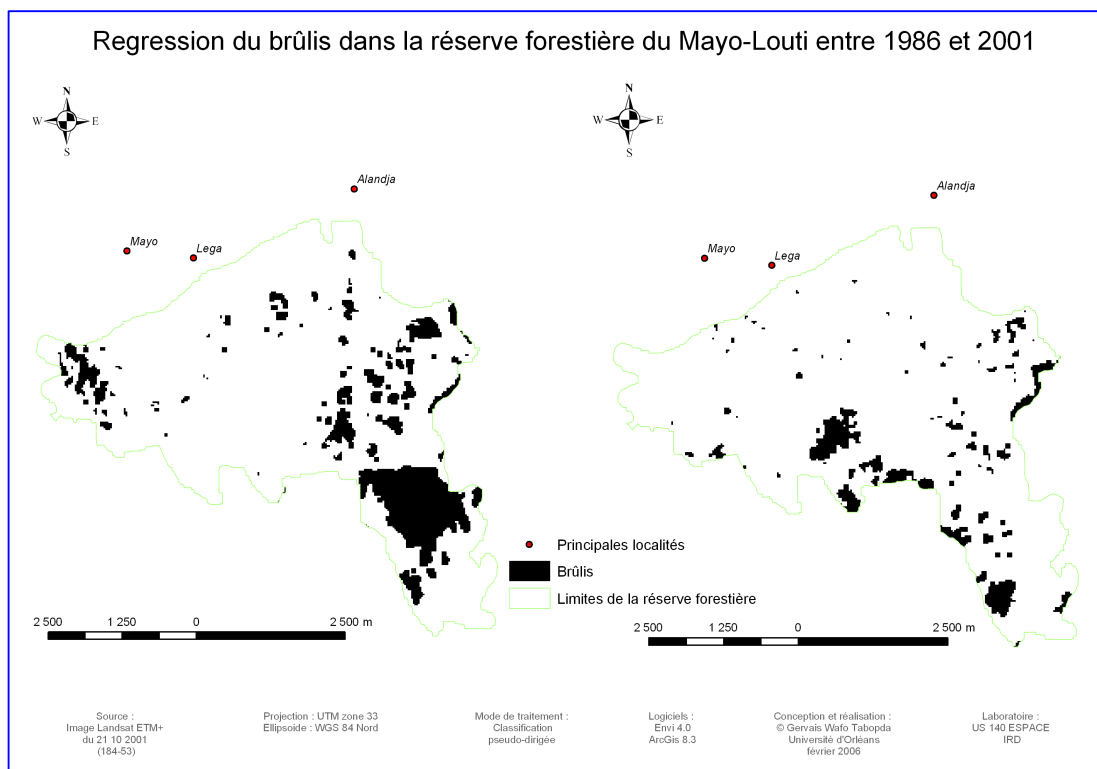 Regression du brûlis dans la réserve forestière du Mayo-Louti entre 1986 et 2001
N
W E
S
N
W E
S
Alandja
Mayo
Lega
Alandja
Mayo
Lega
Principales localités
Brûlis
Limites de la réserve forestière
2 500 1 250 0 2 500 m
2 500 1 250 0 2 500 m
Source :
Image Landsat ETM+
du 21 10 2001
(184-53)
Projection : UTM zone 33
Ellipsoide : WGS 84 Nord
Mode de traitement :
Classification
pseudo-dirigée
Logiciels :
Envi 4.0
ArcGis 8.3
Conception et réalisation :
© Gervais Wafo Tabopda
Université d'Orléans
février 2006
Laboratoire :
US 140 ESPACE
IRD